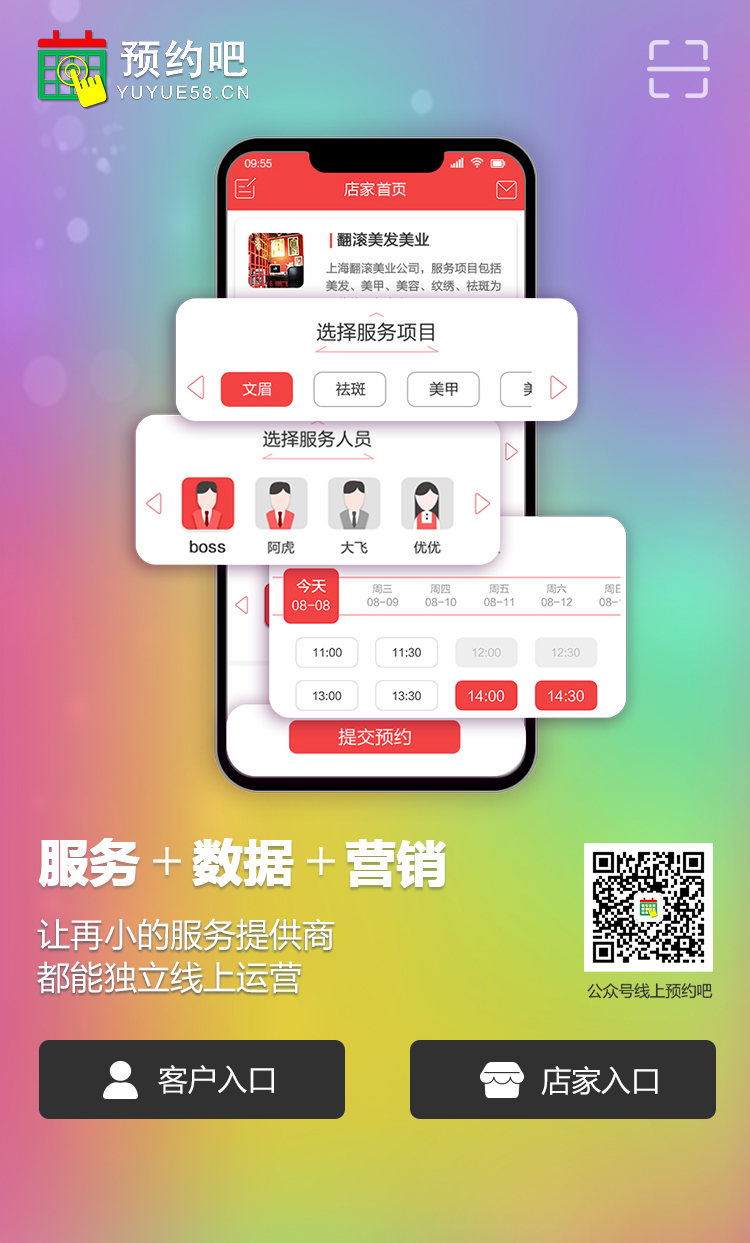 预约吧
YUYUE58.CN
09:55
店家首页
翻滚美发美业
上海翻滚美业公司，服务项目包括
美发、美甲、美容、纹绣、祛斑为
选择服务项目
文眉
祛斑
美甲
选择服务人员
boss
阿虎
大飞
优优
今天 周三 周四 周五 周六
08-08 08-09 08-10 08-11 08-12 08-
11:00 11:30 12:00 12:30
13:00 13:30 14:00 14:30
提交预约
服务+数据+营销
让再小的服务提供商
都能独立线上运营
公众号线上预约吧
客户入口
店家入口